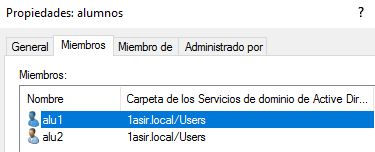 Propiedades: alumnos ?
General Miembros Miembro de Administrado por
Miembros:
Nombre Carpeta de los Servicios de dominio de Active Dir...
alu1 1asir.local/Users
alu2 1asir.local/Users